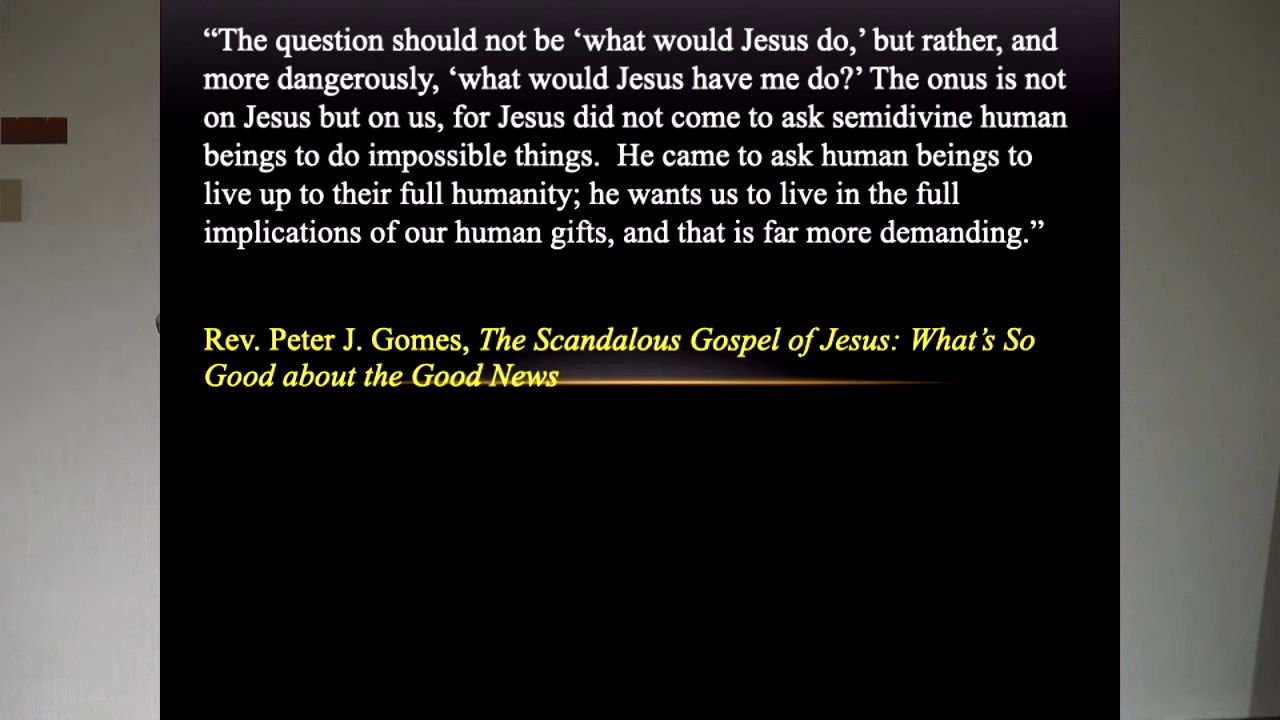 “The question should not be ‘what would Jesus do,’ but rather, and
more dangerously, ‘what would Jesus have me do?’ The onus is not
on Jesus but on us, for Jesus did not come to ask semidivine human
beings to do impossible things.  He came to ask human beings to
live up to their full humanity; he wants us to live in the full
implications of our human gifts, and that is far more demanding.”
Rev. Peter J. Gomes, The Scandalous Gospel of Jesus: What’s So
Good about the Good News